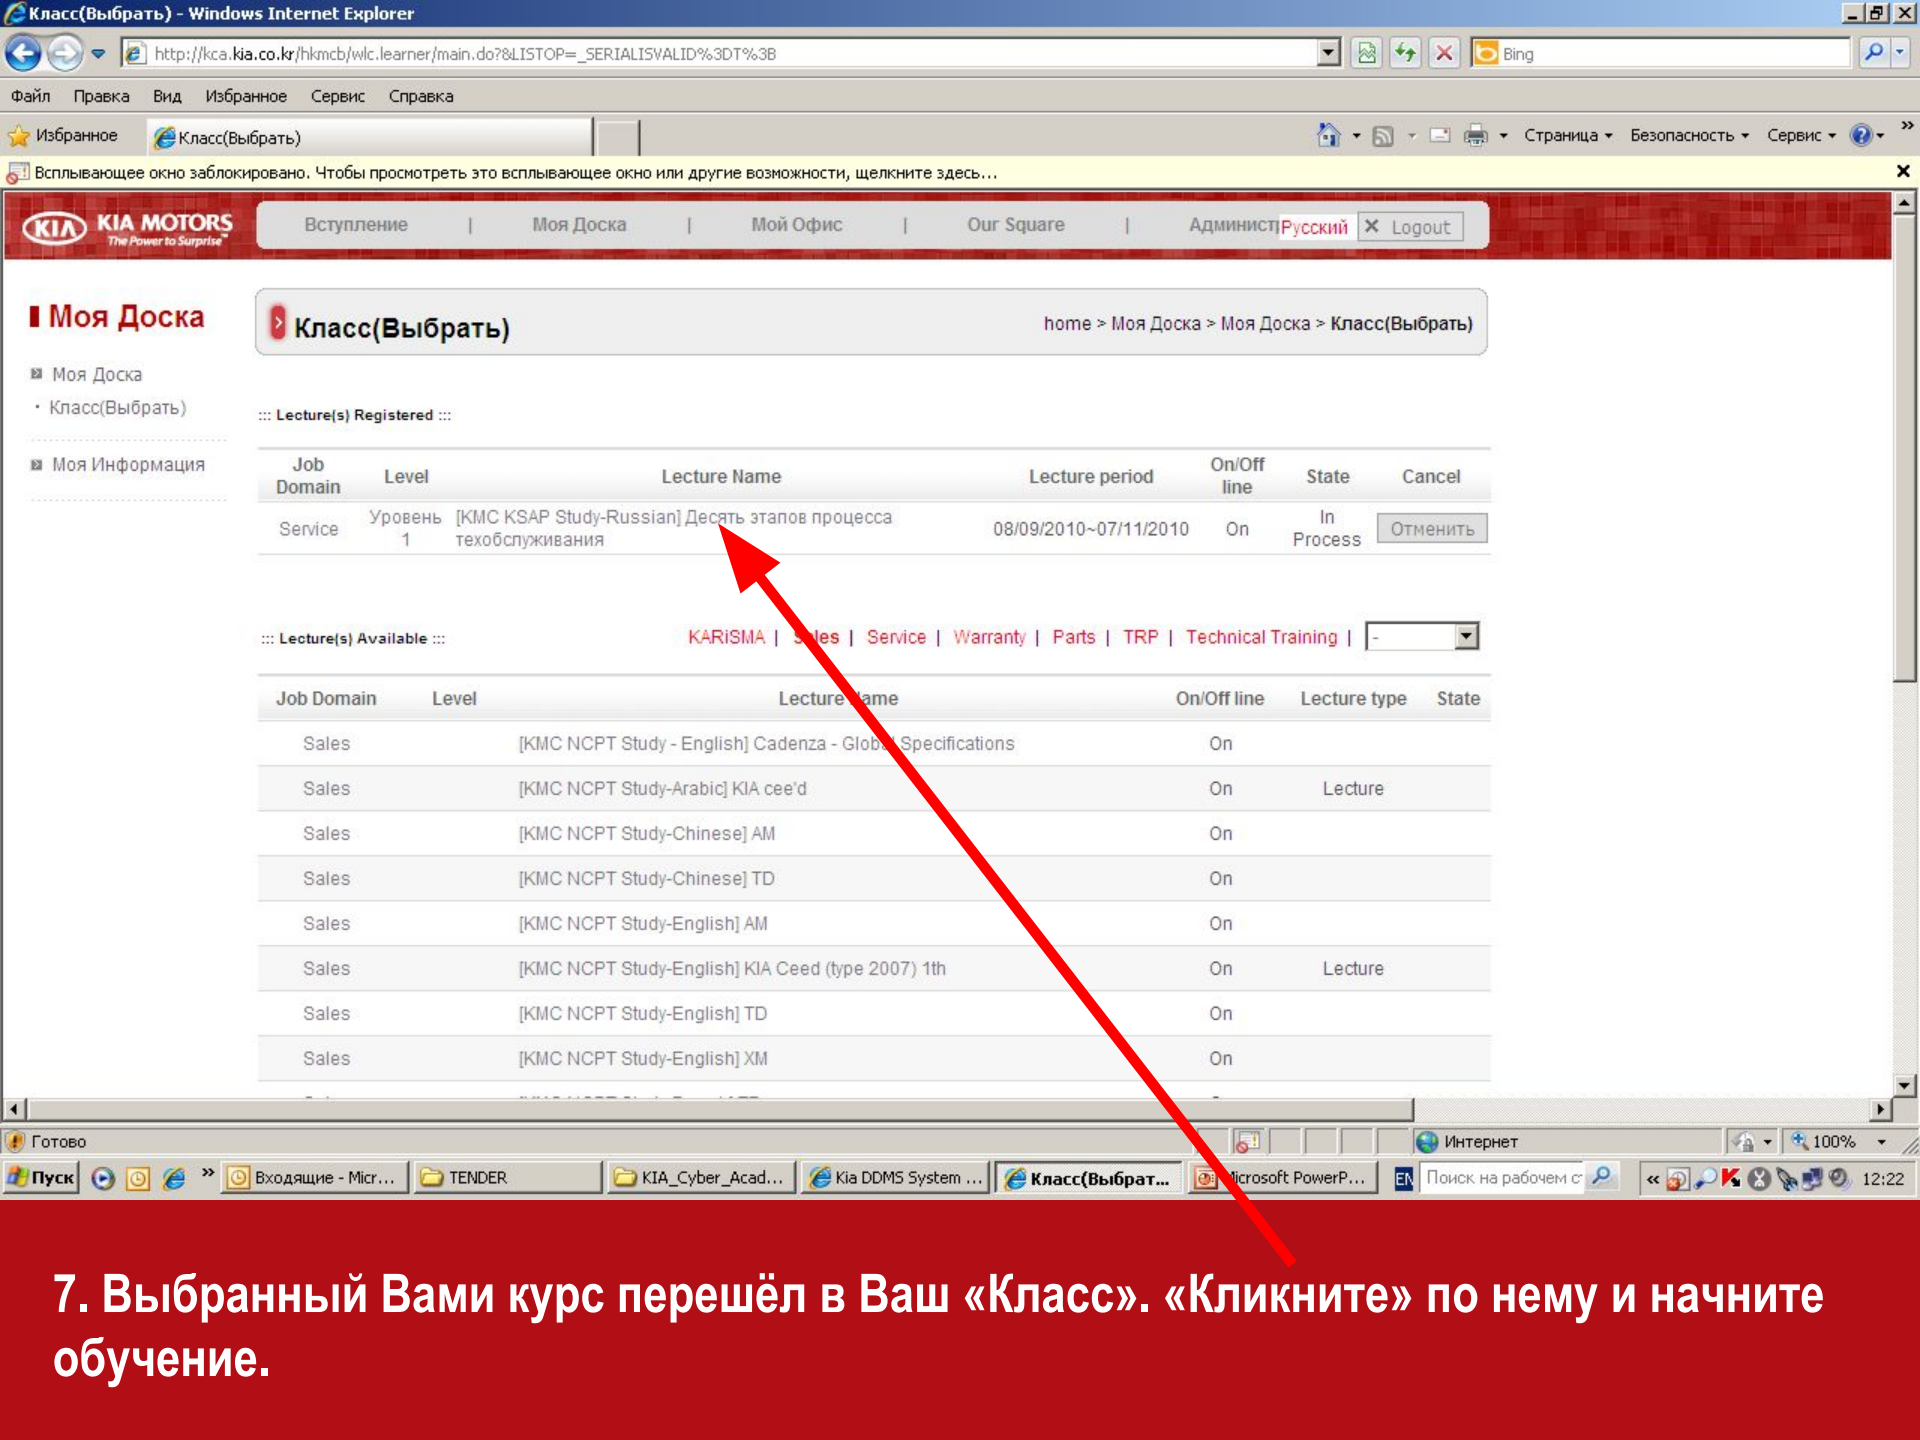 Класс(Выбрать) - Windows Internet Explorer
http://kca.kia.co.kr/hkmcb/wlc.learner/main.do?&LISTOP=_SERIALISVALID%3DT%3B
Bing
Файл Правка Вид Избранное Сервис Справка
Избранное Класс(Выбрать) Страница Безопасность Сервис »
Всплывающее окно заблокировано. Чтобы просмотреть это всплывающее окно или другие возможности, щелкните здесь...
KIA KIA MOTORS
The Power to Surprise™
Вступление | Моя Доска | Мой Офис | Our Square | Админист Русский Logout
Моя Доска
Класс(Выбрать)
home > Моя Доска > Моя Доска > Класс(Выбрать)
Моя Доска
Класс(Выбрать)
Моя Информация
::: Lecture(s) Registered :::
Job Domain Level Lecture Name Lecture period On/Off line State Cancel
Service Уровень 1 [KMC KSAP Study-Russian] Десять этапов процесса техобслуживания 08/09/2010~07/11/2010 On In Process Отменить
::: Lecture(s) Available ::: KARiSMA | Sales | Service | Warranty | Parts | TRP | Technical Training | -
Job Domain Level Lecture Name On/Off line Lecture type State
Sales [KMC NCPT Study - English] Cadenza - Global Specifications On
Sales [KMC NCPT Study-Arabic] KIA cee'd On Lecture
Sales [KMC NCPT Study-Chinese] AM On
Sales [KMC NCPT Study-Chinese] TD On
Sales [KMC NCPT Study-English] AM On
Sales [KMC NCPT Study-English] KIA Ceed (type 2007) 1th On Lecture
Sales [KMC NCPT Study-English] TD On
Sales [KMC NCPT Study-English] XM On
Готово Интернет 100%
Пуск » Входящие - Micr... TENDER KIA_Cyber_Acad... Kia DDMS System ... Класс(Выбрат... Microsoft PowerP... EN Поиск на рабочем с « 12:22
7. Выбранный Вами курс перешёл в Ваш «Класс». «Кликните» по нему и начните
обучение.